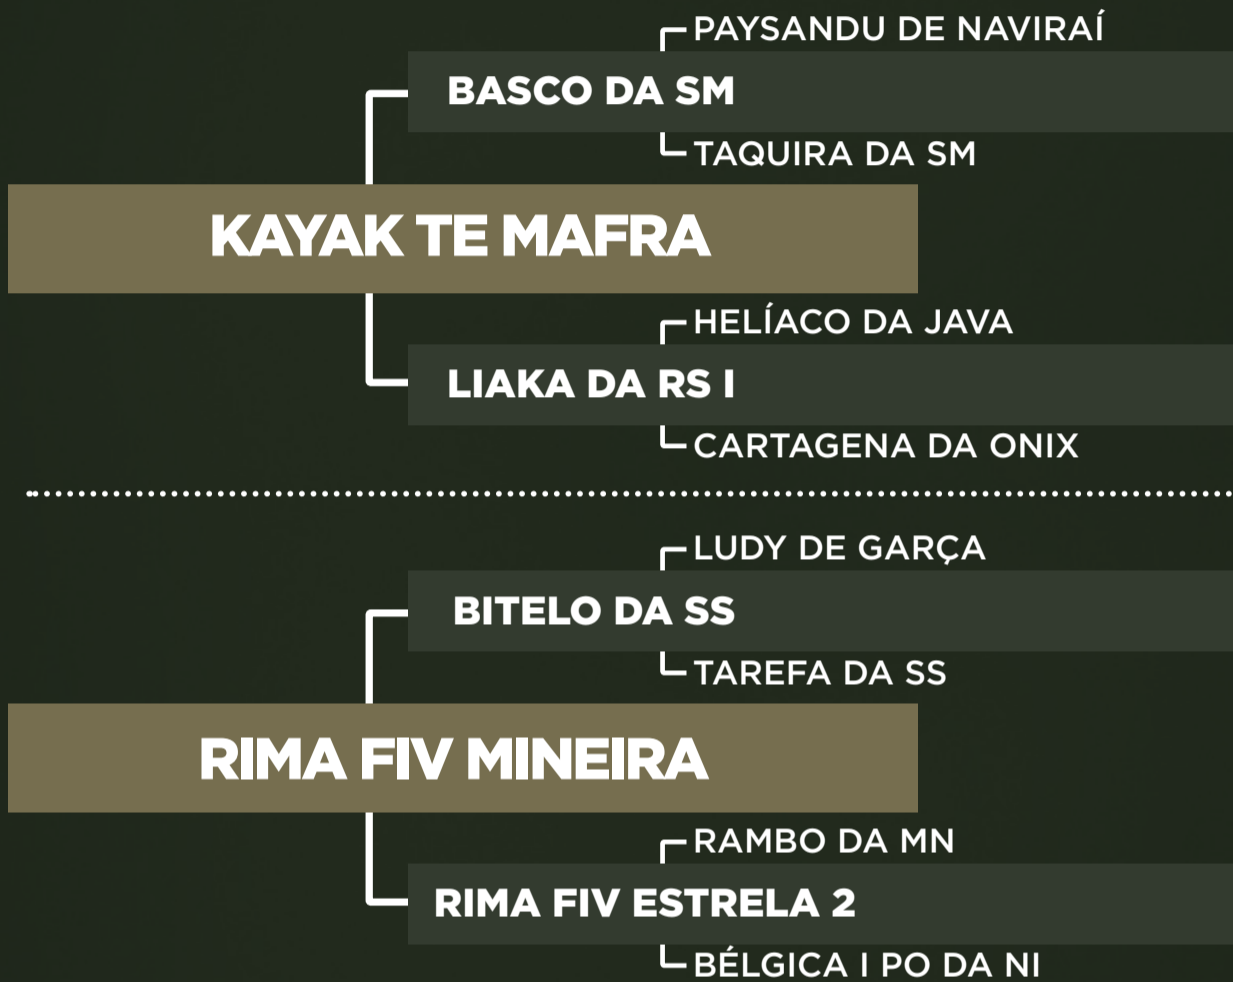 PAYSANDU DE NAVIRAÍ
BASCO DA SM
TAQUIRA DA SM
KAYAK TE MAFRA
HELÍACO DA JAVA
LIAKA DA RS I
CARTAGENA DA ONIX
LUDY DE GARÇA
BITELO DA SS
TAREFA DA SS
RIMA FIV MINEIRA
RAMBO DA MN
RIMA FIV ESTRELA 2
BÉLGICA I PO DA NI